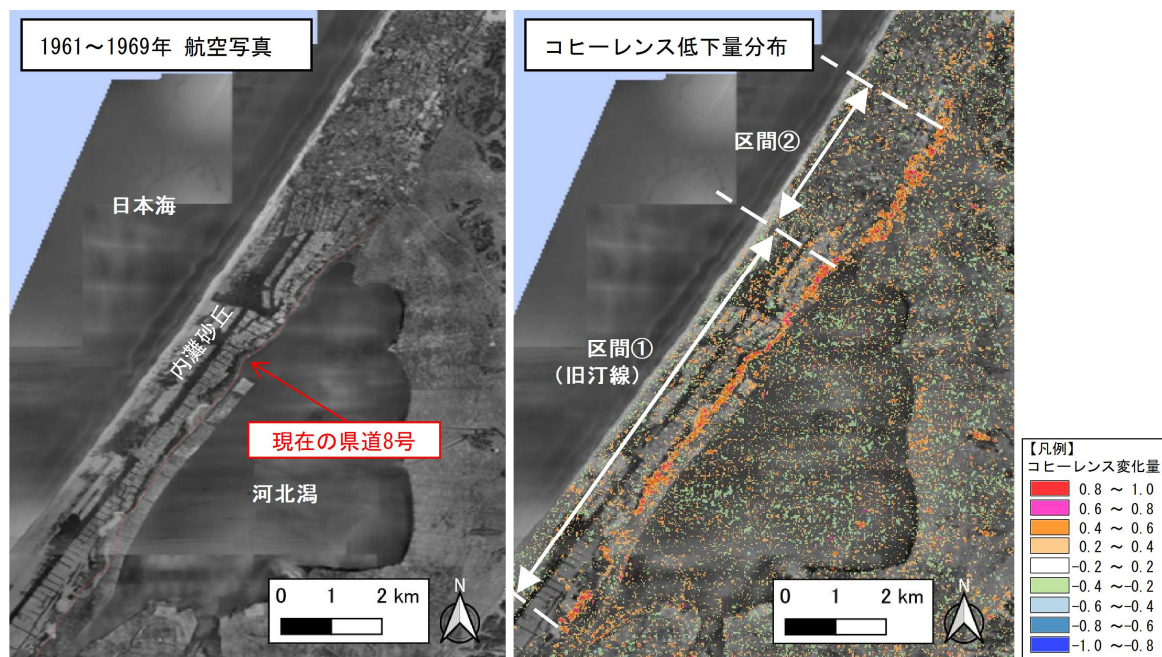 1961～1969年 航空写真
日本海
内灘砂丘
現在の県道8号
河北潟
0 1 2 km
N
コヒーレンス低下量分布
区間②
区間①
（旧汀線）
0 1 2 km
N
【凡例】
コヒーレンス変化量
0.8 ～ 1.0
0.6 ～ 0.8
0.4 ～ 0.6
0.2 ～ 0.4
-0.2 ～ 0.2
-0.4 ～-0.2
-0.6 ～-0.4
-0.8 ～-0.6
-1.0 ～-0.8